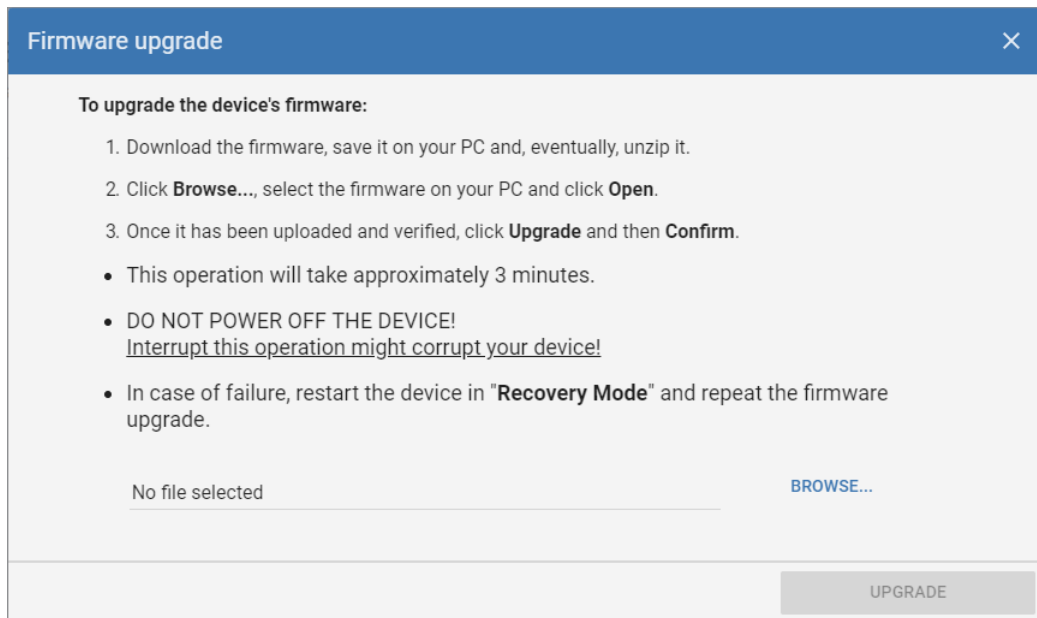 Firmware upgrade
To upgrade the device's firmware:
1. Download the firmware, save it on your PC and, eventually, unzip it.
2. Click Browse..., select the firmware on your PC and click Open.
3. Once it has been uploaded and verified, click Upgrade and then Confirm.
• This operation will take approximately 3 minutes.
• DO NOT POWER OFF THE DEVICE!
Interrupt this operation might corrupt your device!
• In case of failure, restart the device in "Recovery Mode" and repeat the firmware
upgrade.
No file selected
BROWSE...
UPGRADE